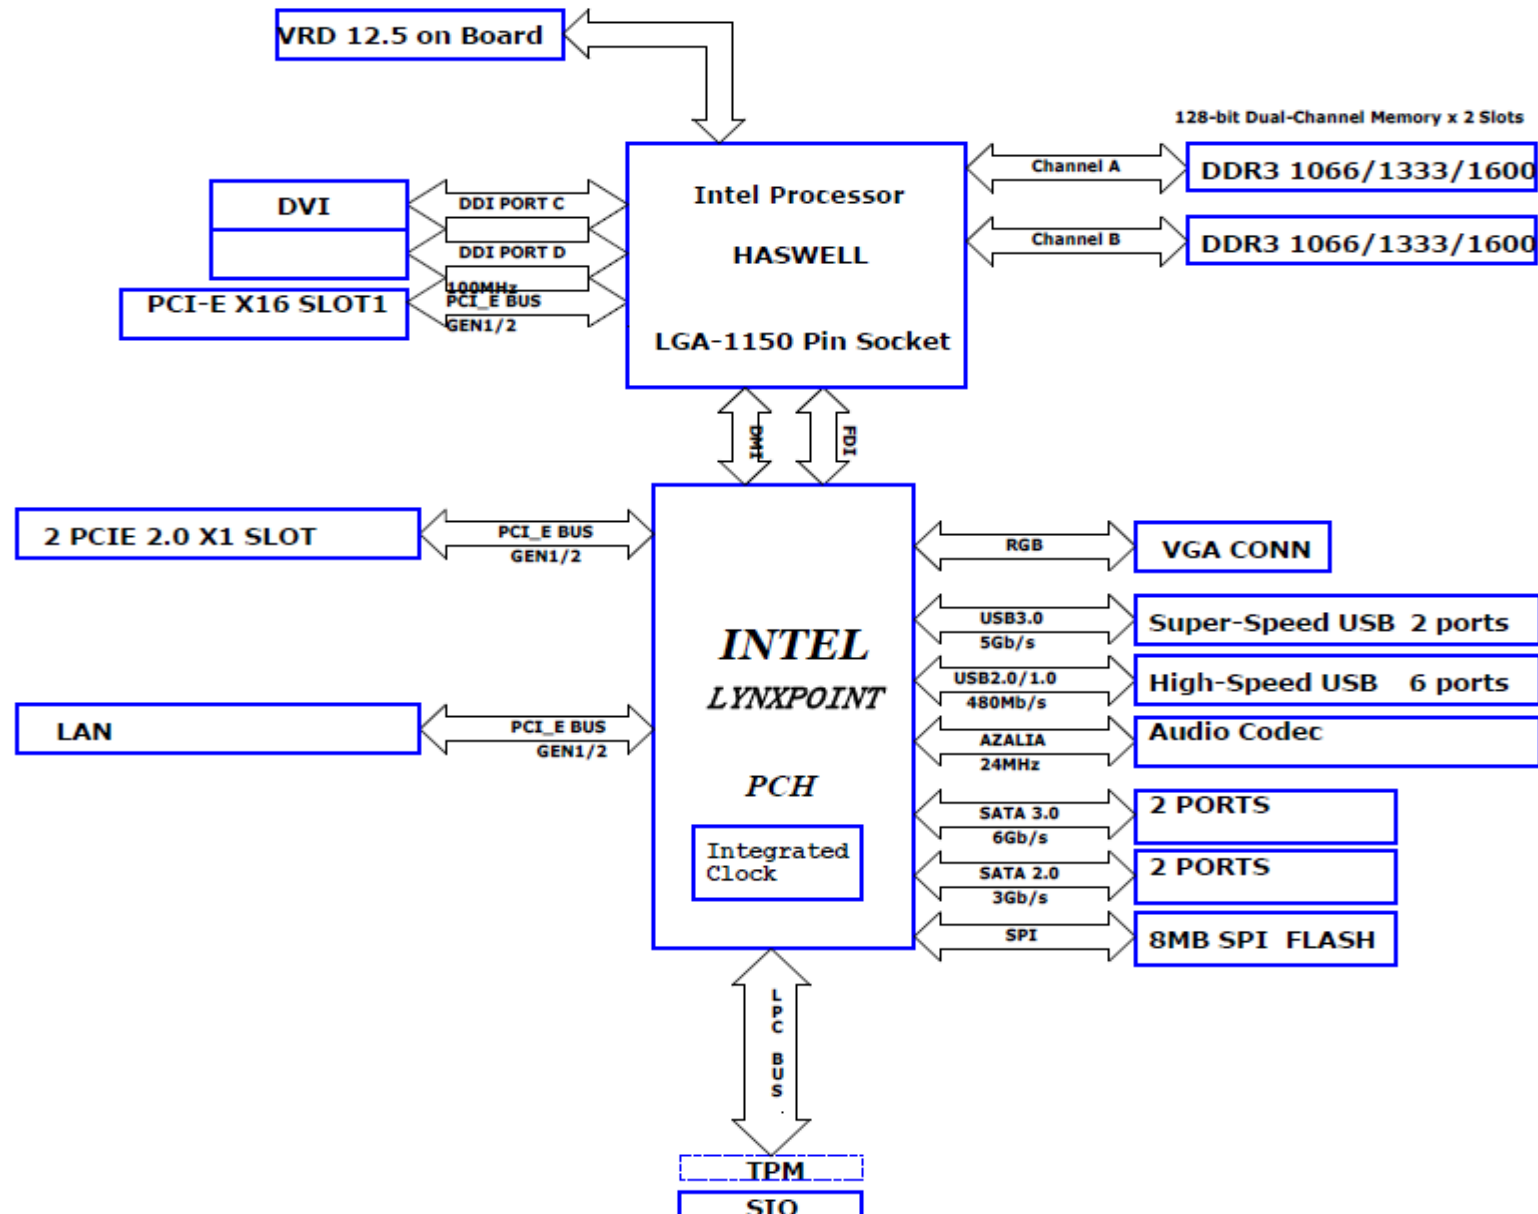 VRD 12.5 on Board
128-bit Dual-Channel Memory x 2 Slots
Intel Processor
HASWELL
LGA-1150 Pin Socket
Channel A
DDR3 1066/1333/1600
Channel B
DDR3 1066/1333/1600
DVI
DDI PORT C
DDI PORT D
PCI-E X16 SLOT1
100MHz
PCI_E BUS
GEN1/2
DMI
FDI
2 PCIE 2.0 X1 SLOT
PCI_E BUS
GEN1/2
LAN
PCI_E BUS
GEN1/2
INTEL
LYNXPOINT
PCH
Integrated
Clock
RGB
VGA CONN
USB3.0
5Gb/s
Super-Speed USB 2 ports
USB2.0/1.0
480Mb/s
High-Speed USB 6 ports
AZALIA
24MHz
Audio Codec
SATA 3.0
6Gb/s
2 PORTS
SATA 2.0
3Gb/s
2 PORTS
SPI
8MB SPI FLASH
LPC BUS
TPM
SIO